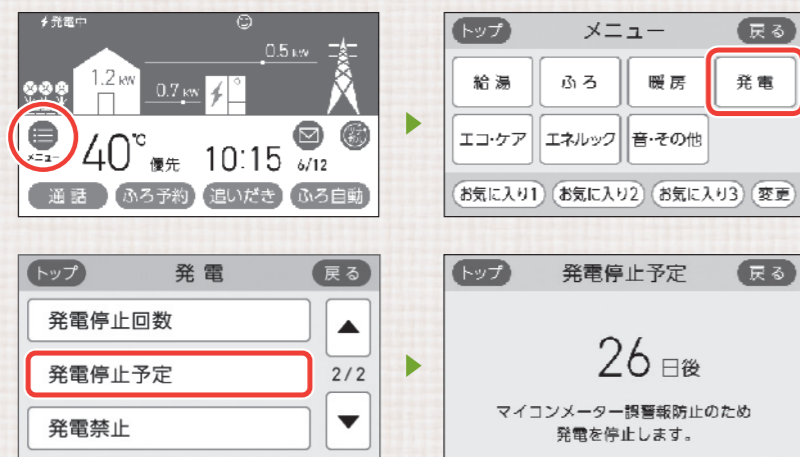 発電中
0.5 kW
1.2 kW
0.7 kW
メニュー
40℃ 優先 10:15 6/12
通話 ふろ予約 追いだき ふろ自動
トップ メニュー 戻る
給湯 ふろ 暖房 発電
エコ・ケア エネルック 音・その他
お気に入り1 お気に入り2 お気に入り3 変更
トップ 発電 戻る
発電停止回数
発電停止予定 2/2
発電禁止
トップ 発電停止予定 戻る
26日後
マイコンメーター誤警報防止のため
発電を停止します。